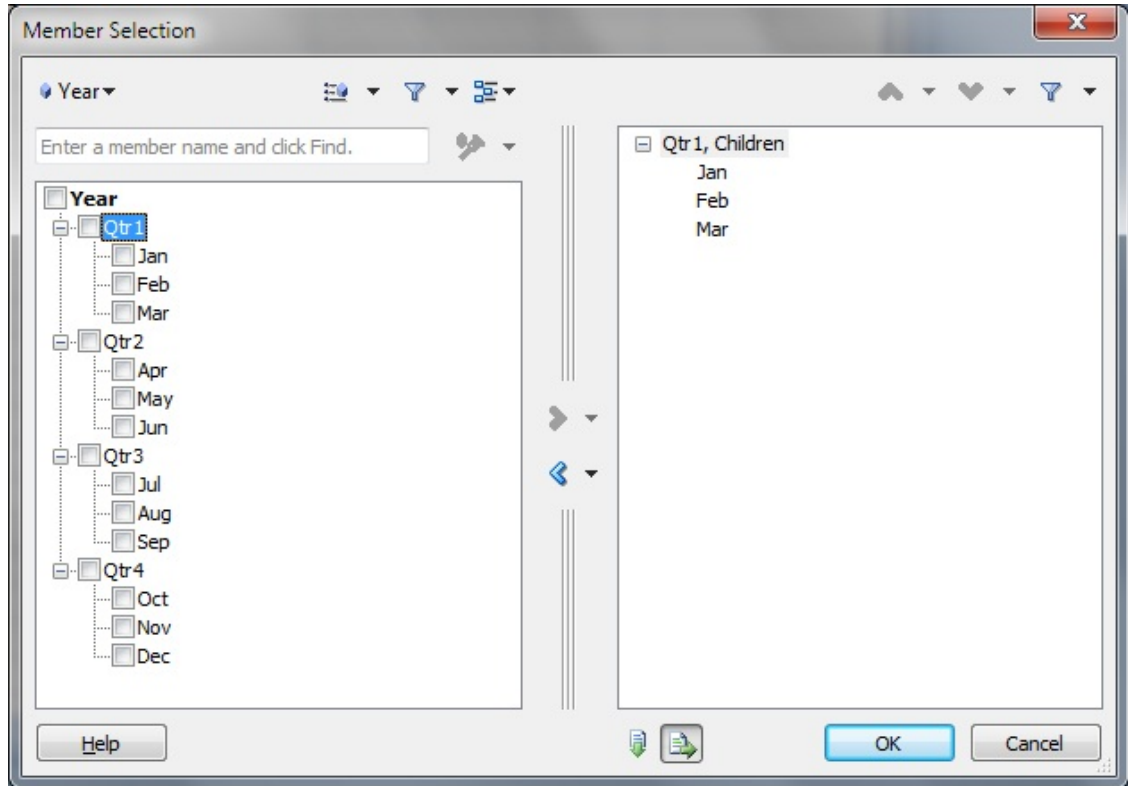 Member Selection
Year
Enter a member name and click Find.
Year
Qtr1
Jan
Feb
Mar
Qtr2
Apr
May
Jun
Qtr3
Jul
Aug
Sep
Qtr4
Oct
Nov
Dec
Qtr1, Children
Jan
Feb
Mar
Help
OK
Cancel